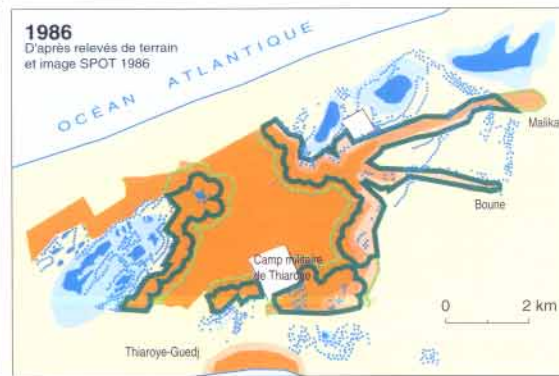 1986
D'après relevés de terrain
et image SPOT 1986
OCÉAN ATLANTIQUE
Malika
Boune
Camp militaire
de Thiaroye
0 2 km
Thiaroye-Guedj